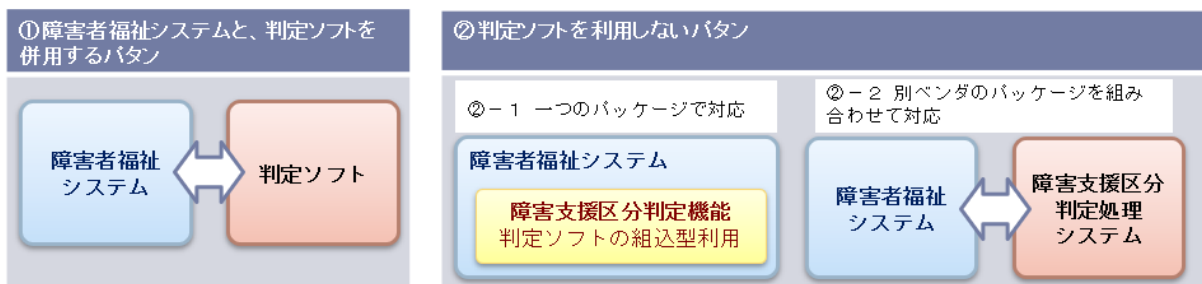 ①障害者福祉システムと、判定ソフトを
併用するパタン
障害者福祉
システム
判定ソフト
②判定ソフトを利用しないパタン
②－１ 一つのパッケージで対応
障害者福祉システム
障害支援区分判定機能
判定ソフトの組込型利用
②－２ 別ベンダのパッケージを組み
合わせて対応
障害者福祉
システム
障害支援区分
判定処理
システム